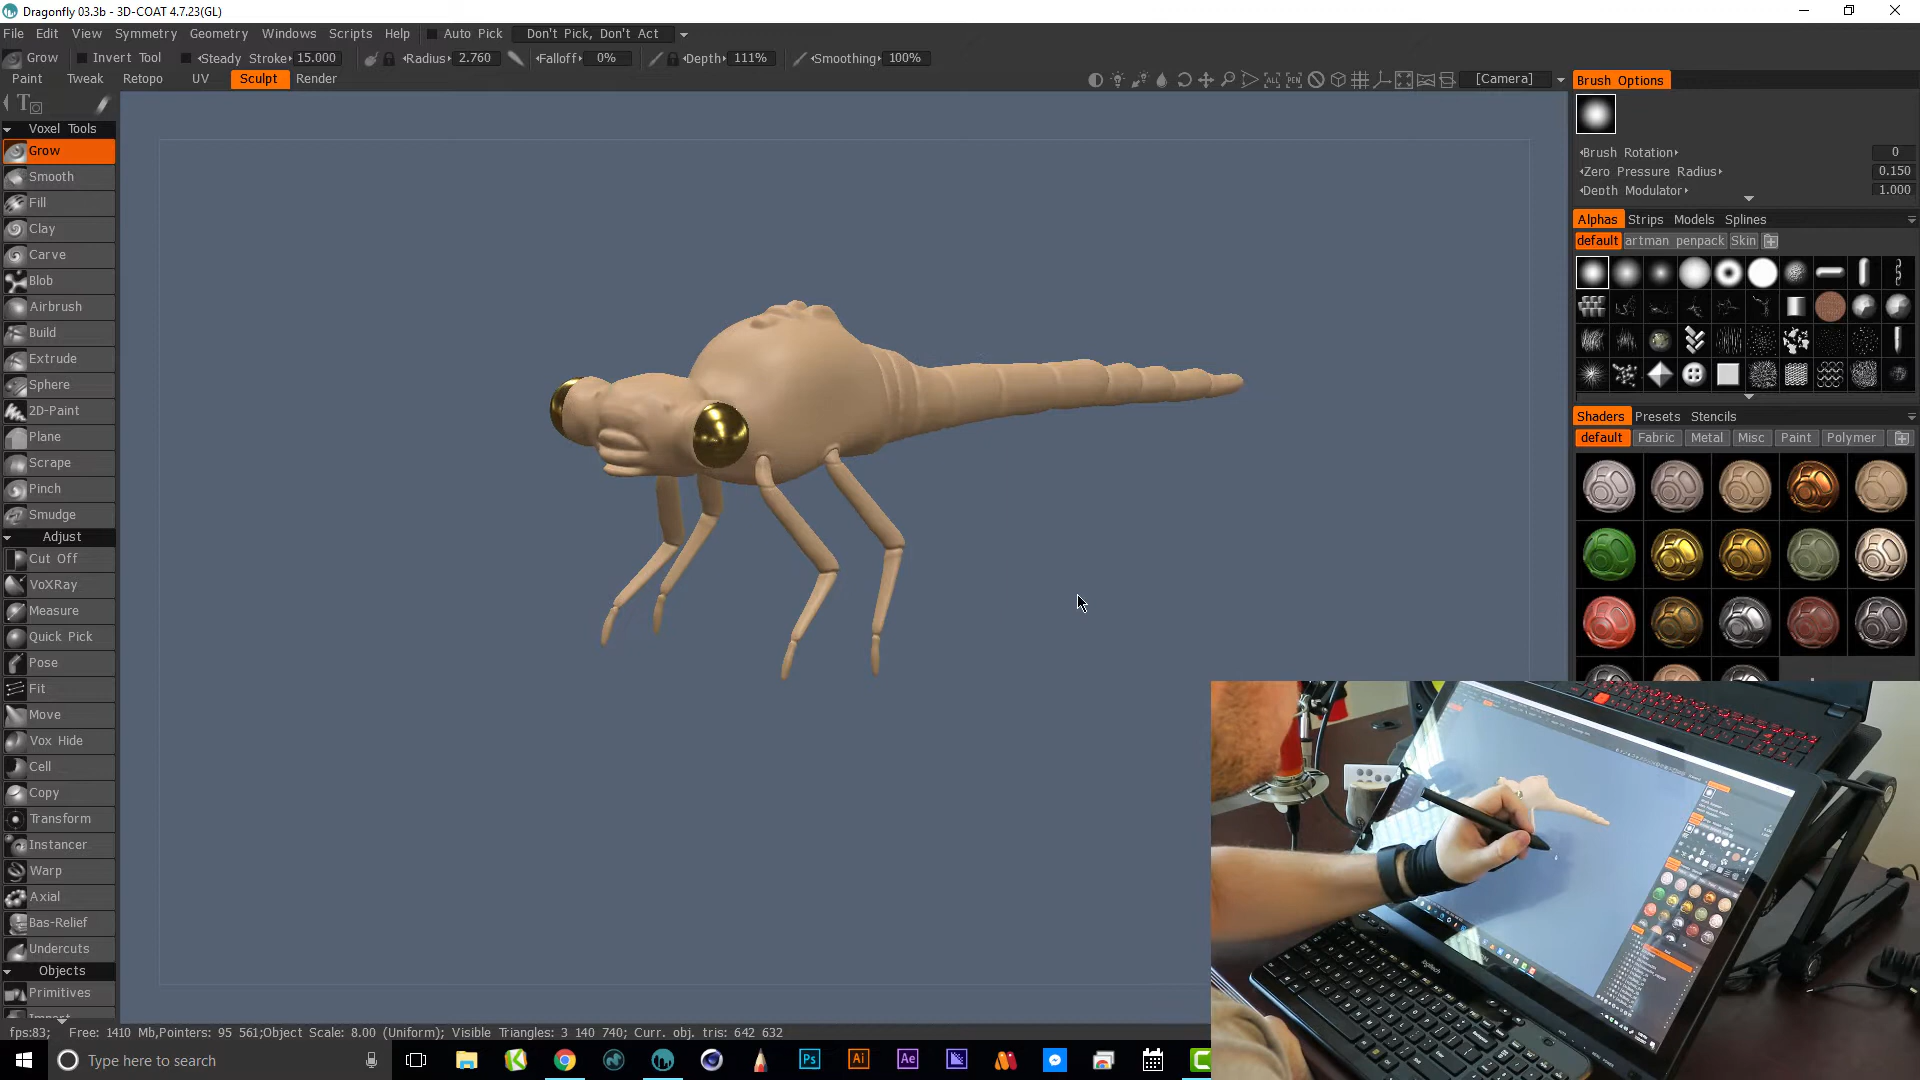 Dragonfly 03.3b - 3D-COAT 4.7.23(GL)
File Edit View Symmetry Geometry Windows Scripts Help Auto Pick Don't Pick, Don't Act
Grow Invert Tool Steady Stroke 15.000 Radius 2.760 Falloff 0% Depth 111% Smoothing 100%
Paint Tweak Retopo UV Sculpt Render [Camera]
Voxel Tools
Grow
Smooth
Fill
Clay
Carve
Blob
Airbrush
Build
Extrude
Sphere
2D-Paint
Plane
Scrape
Pinch
Smudge
Adjust
Cut Off
VoXRay
Measure
Quick Pick
Pose
Fit
Move
Vox Hide
Cell
Copy
Transform
Instancer
Warp
Axial
Bas-Relief
Undercuts
Objects
Primitives
Import
Brush Options
Brush Rotation 0
Zero Pressure Radius 0.150
Depth Modulator 1.000
Alphas Strips Models Splines
default artman penpack Skin
Shaders Presets Stencils
default Fabric Metal Misc Paint Polymer
fps:83; Free: 1410 Mb,Pointers: 95 561;Object Scale: 8.00 (Uniform); Visible Triangles: 3 140 740; Curr. obj. tris: 642 632
Type here to search
Ps Ai Ae
logitech